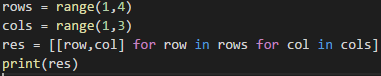 rows = range(1,4)
cols = range(1,3)
res = [[row,col] for row in rows for col in cols]
print(res)